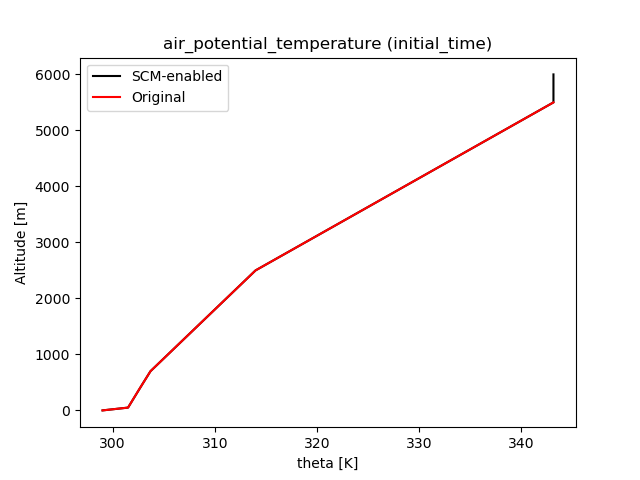 air_potential_temperature (initial_time)
SCM-enabled
Original
6000
5000
4000
3000
2000
1000
0
Altitude [m]
300 310 320 330 340
theta [K]